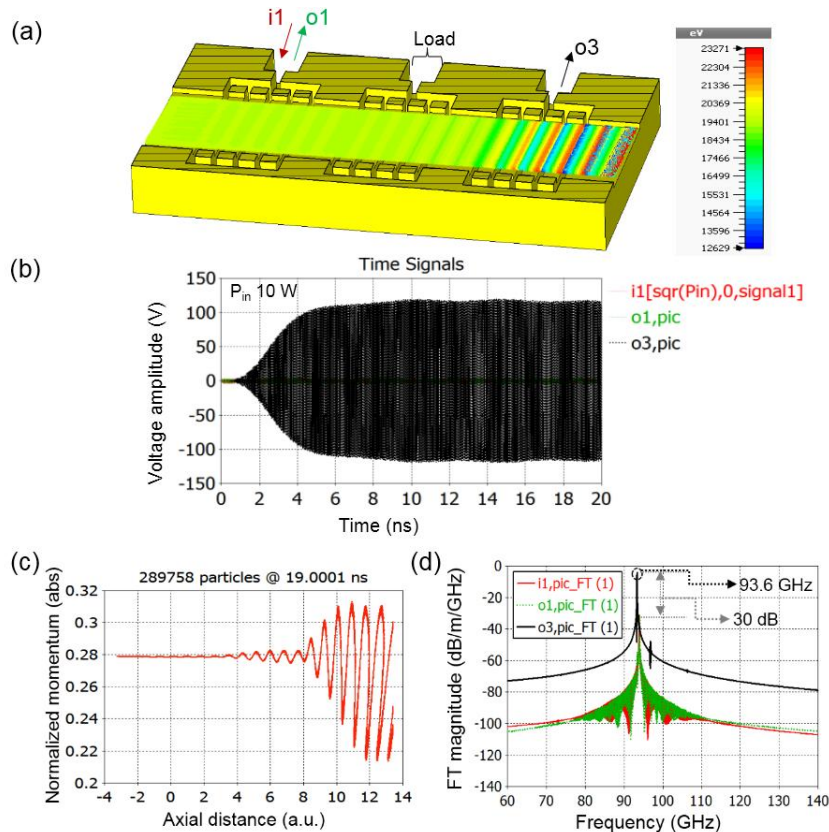 (a)
i1
o1
Load
o3
eV
23271
22304
21336
20369
19401
18434
17466
16499
15531
14564
13596
12629
(b)
Time Signals
P_in 10 W
150
100
50
0
-50
-100
-150
0 2 4 6 8 10 12 14 16 18 20
Voltage amplitude (V)
Time (ns)
i1[sqr(Pin),0,signal1]
o1,pic
o3,pic
(c)
289758 particles @ 19.0001 ns
0.32
0.3
0.28
0.26
0.24
0.22
0.2
-4 -2 0 2 4 6 8 10 12 14
Normalized momentum (abs)
Axial distance (a.u.)
(d)
20
0
-20
-40
-60
-80
-100
-120
-140
60 70 80 90 100 110 120 130 140
FT magnitude (dB/m/GHz)
Frequency (GHz)
i1,pic_FT (1)
o1,pic_FT (1)
o3,pic_FT (1)
93.6 GHz
30 dB